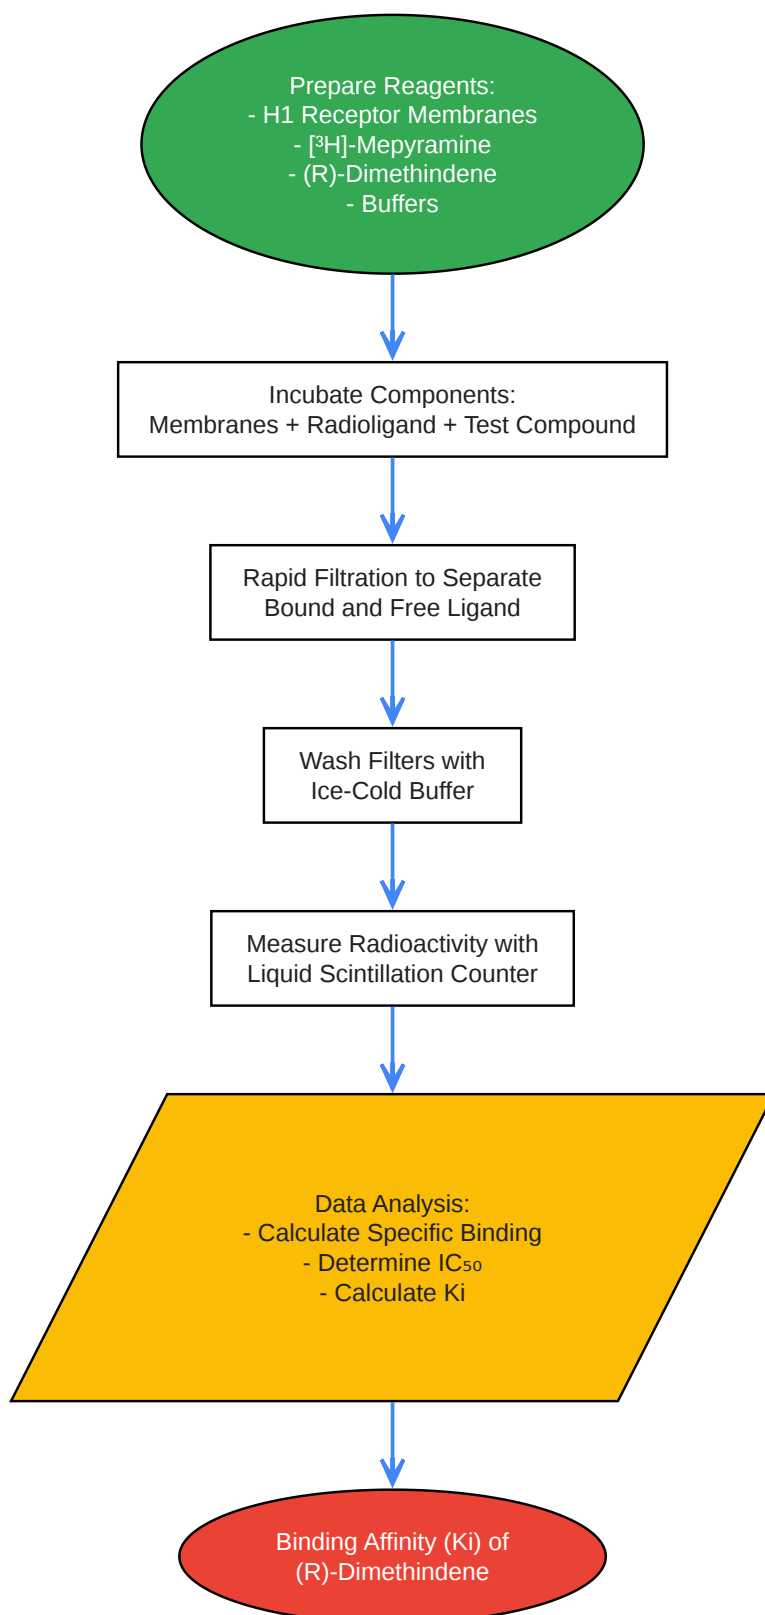 Prepare Reagents:
- H1 Receptor Membranes
- [³H]-Mepyramine
- (R)-Dimethindene
- Buffers
Incubate Components:
Membranes + Radioligand + Test Compound
Rapid Filtration to Separate
Bound and Free Ligand
Wash Filters with
Ice-Cold Buffer
Measure Radioactivity with
Liquid Scintillation Counter
Data Analysis:
- Calculate Specific Binding
- Determine IC₅₀
- Calculate Ki
Binding Affinity (Ki) of
(R)-Dimethindene